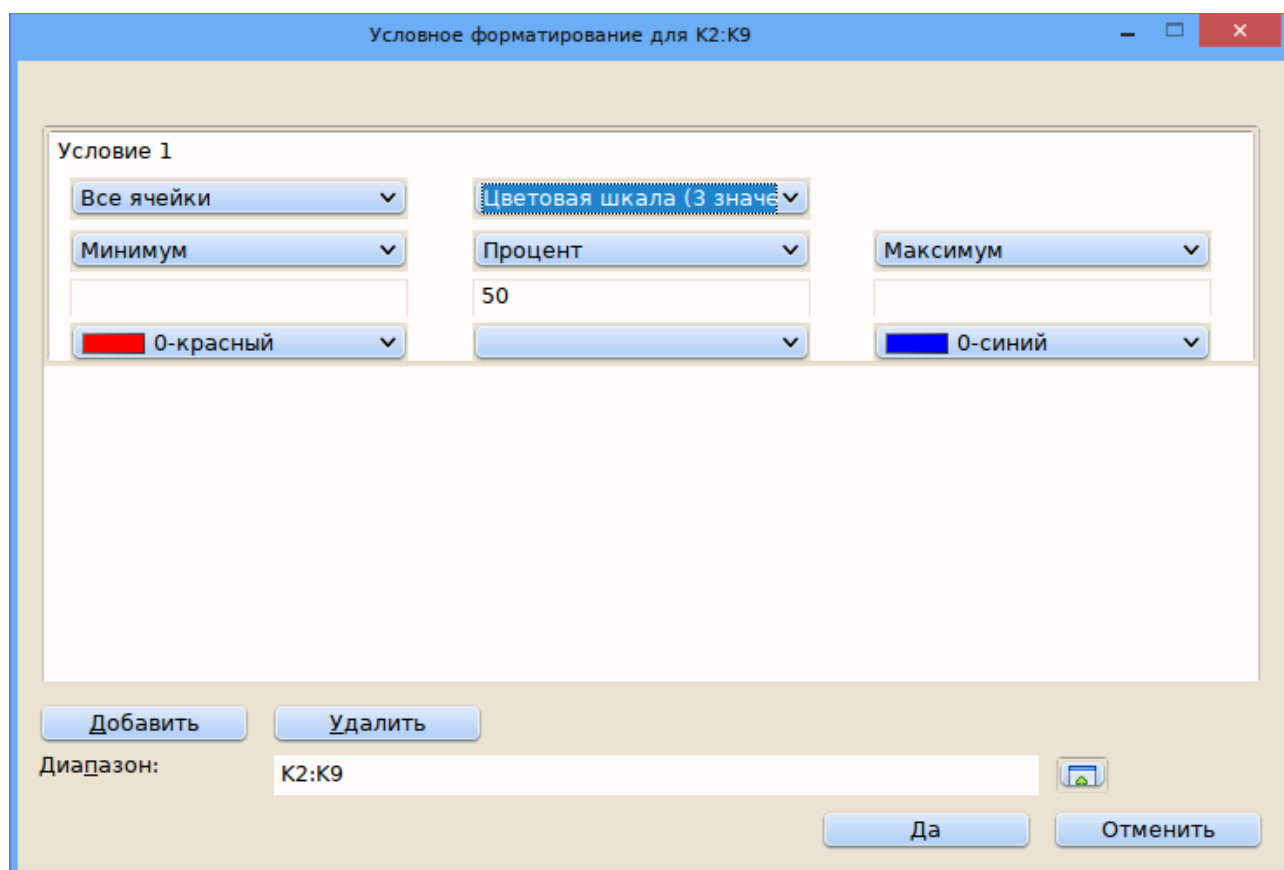 Условное форматирование для K2:K9
Условие 1
Все ячейки Цветовая шкала (3 значе
Минимум Процент Максимум
50
0-красный 0-синий
Добавить Удалить
Диапазон: K2:K9
Да Отменить